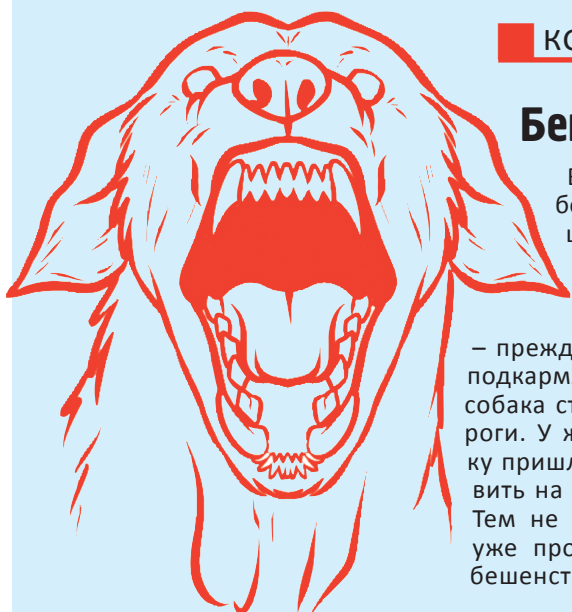 КО
Бе
бе
– прежд
подкарм
собака ст
роги. У ж
ку пришл
вить на
Тем не
уже про
бешенст